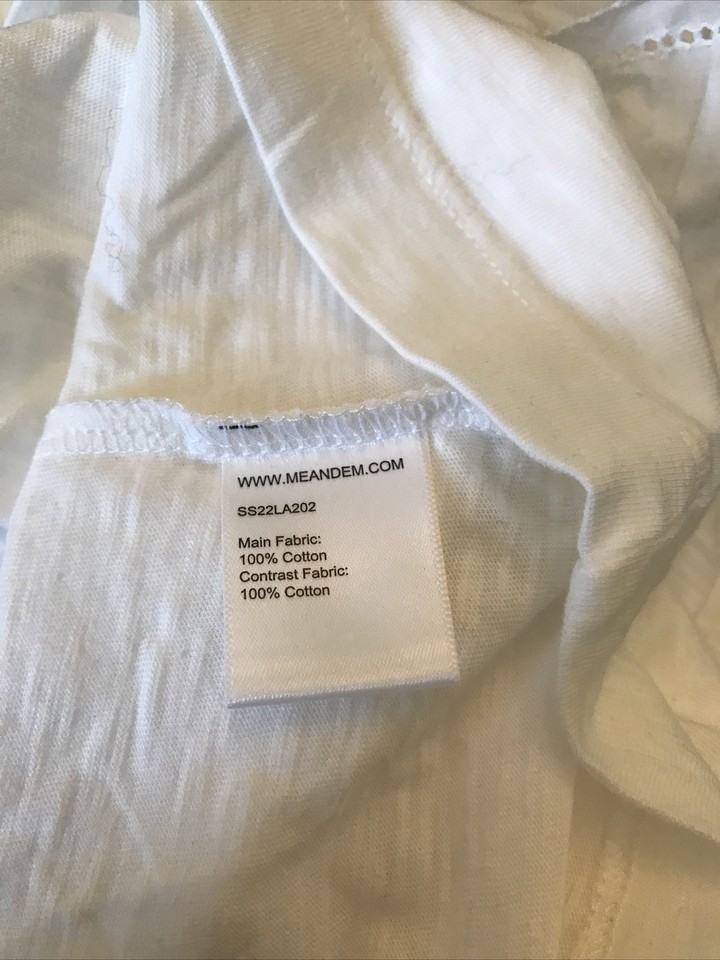 WWW.MEANDEM.COM
SS22LA202
Main Fabric:
100% Cotton
Contrast Fabric:
100% Cotton